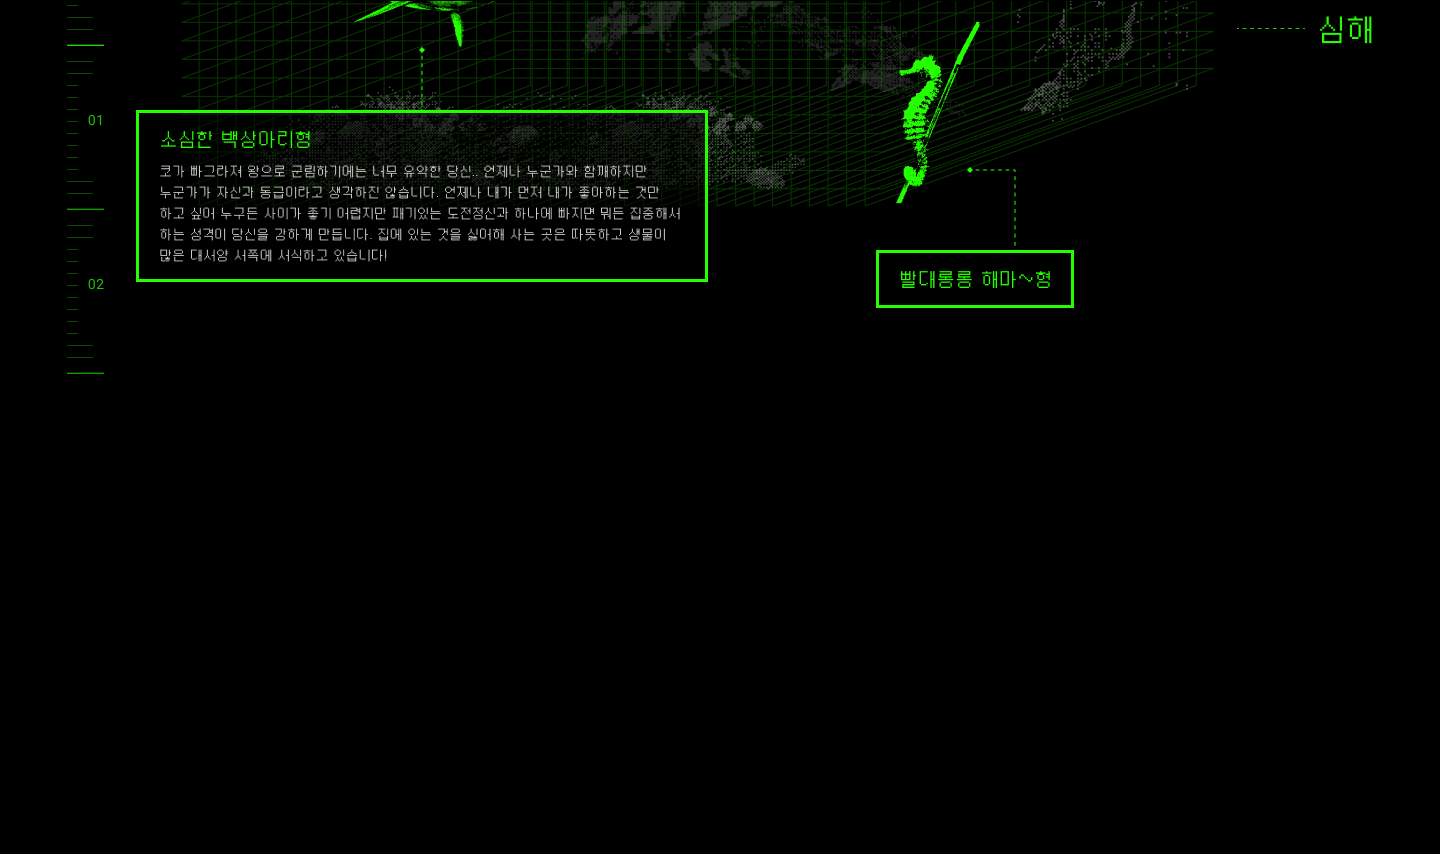 심해
01
소심한 백상아리형
코가 빠그라져 왕으로 군림하기에는 너무 유약한 당신.. 언제나 누군가와 함께하지만
누군가가 자신과 동급이라고 생각하진 않습니다. 언제나 내가 먼저 내가 좋아하는 것만
하고 싶어 누구든 사이가 좋기 어렵지만 패기있는 도전정신과 하나에 빠지면 뭐든 집중해서
하는 성격이 당신을 강하게 만듭니다. 집에 있는 것을 싫어해 사는 곳은 따뜻하고 생물이
많은 대서양 서쪽에 서식하고 있습니다!
빨대롱롱 해마~형
02